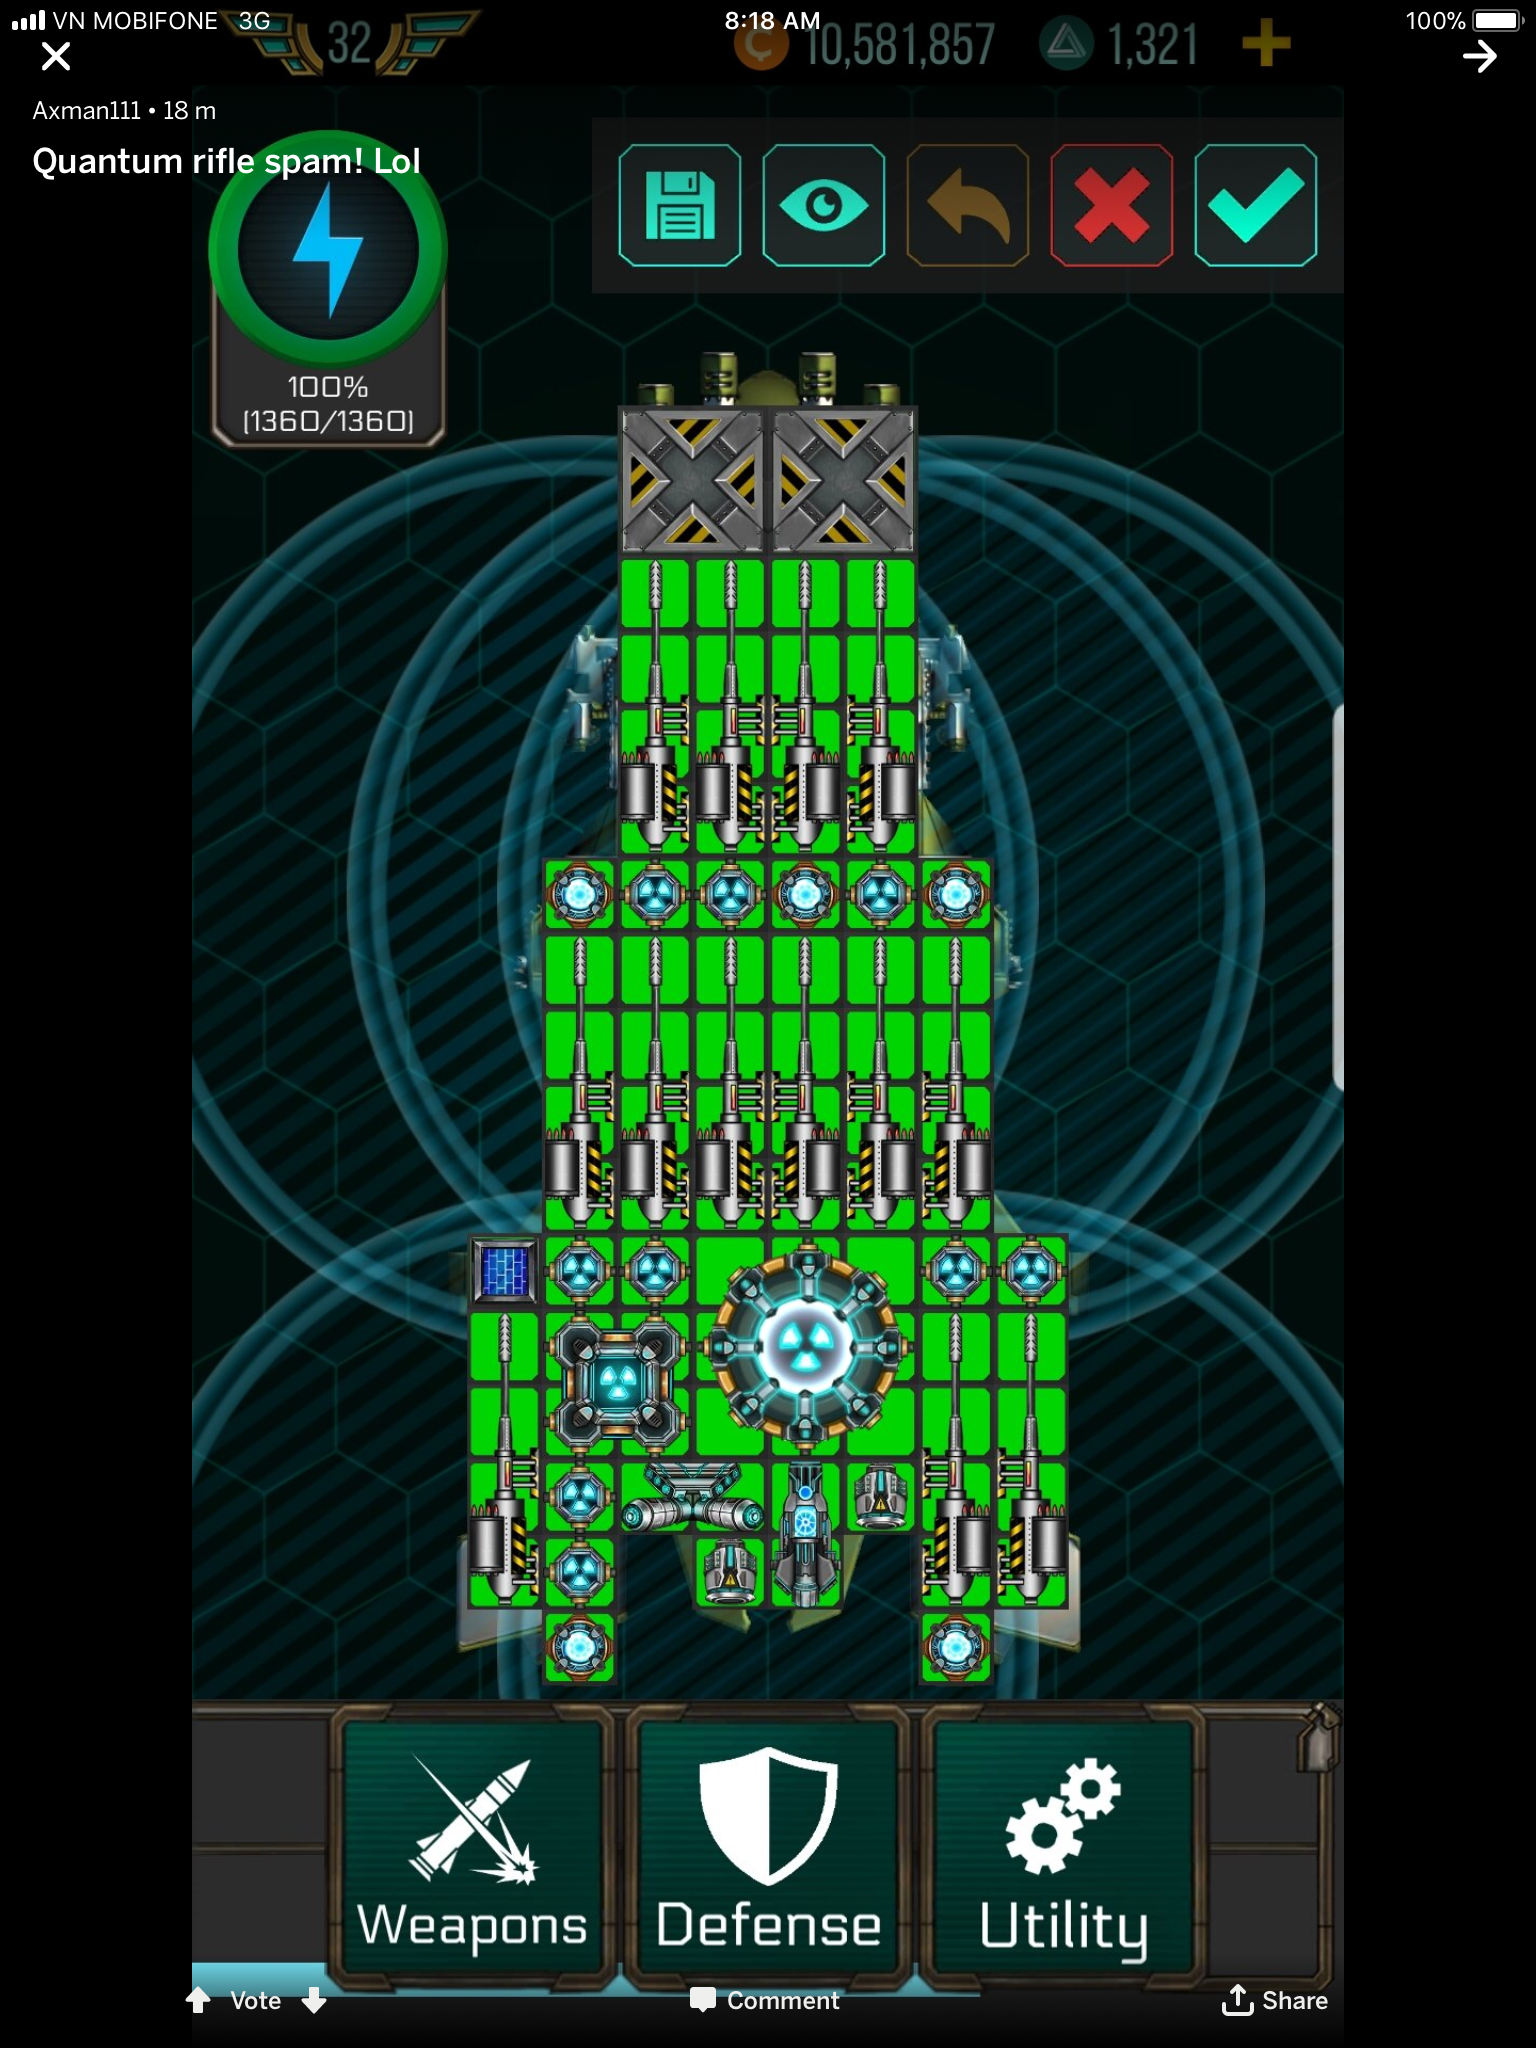 VN MOBIFONE 3G 8:18 AM 100%
32 10,581,857 1,321
Axman111 • 18 m
Quantum rifle spam! Lol
100%
(1360/1360)
Weapons Defense Utility
Vote Comment Share